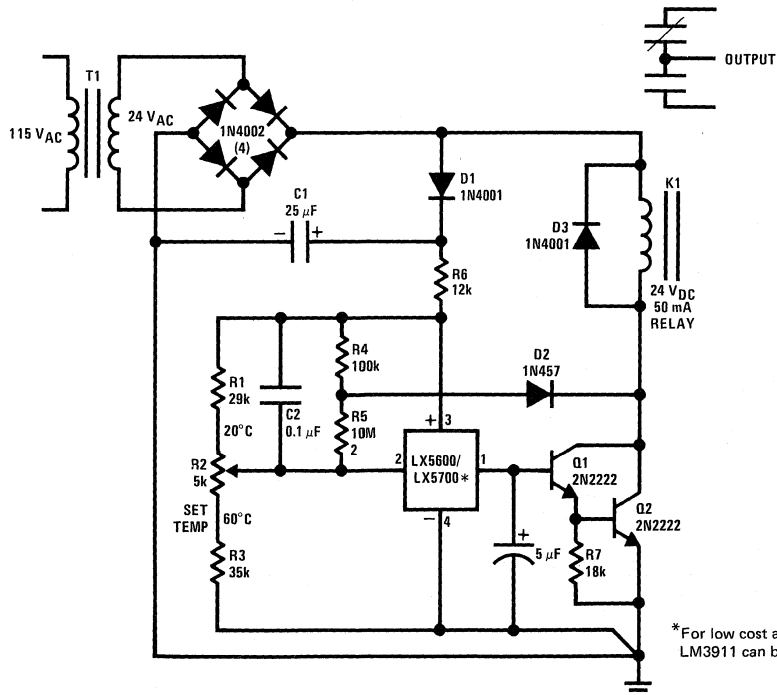 OUTPUT
T1
115 VAC
24 VAC
1N4002
(4)
D1
1N4001
C1
25 μF
- +
R6
12k
D3
1N4001
K1
24 VDC
50 mA
RELAY
R4
100k
D2
1N457
R1
29k
C2
0.1 μF
R5
10M
2
20°C
R2
5k
SET
TEMP
60°C
R3
35k
+ 3
2
LX5600/
LX5700*
1
- 4
+
5 μF
Q1
2N2222
Q2
2N2222
R7
18k
*For low cost a
LM3911 can b